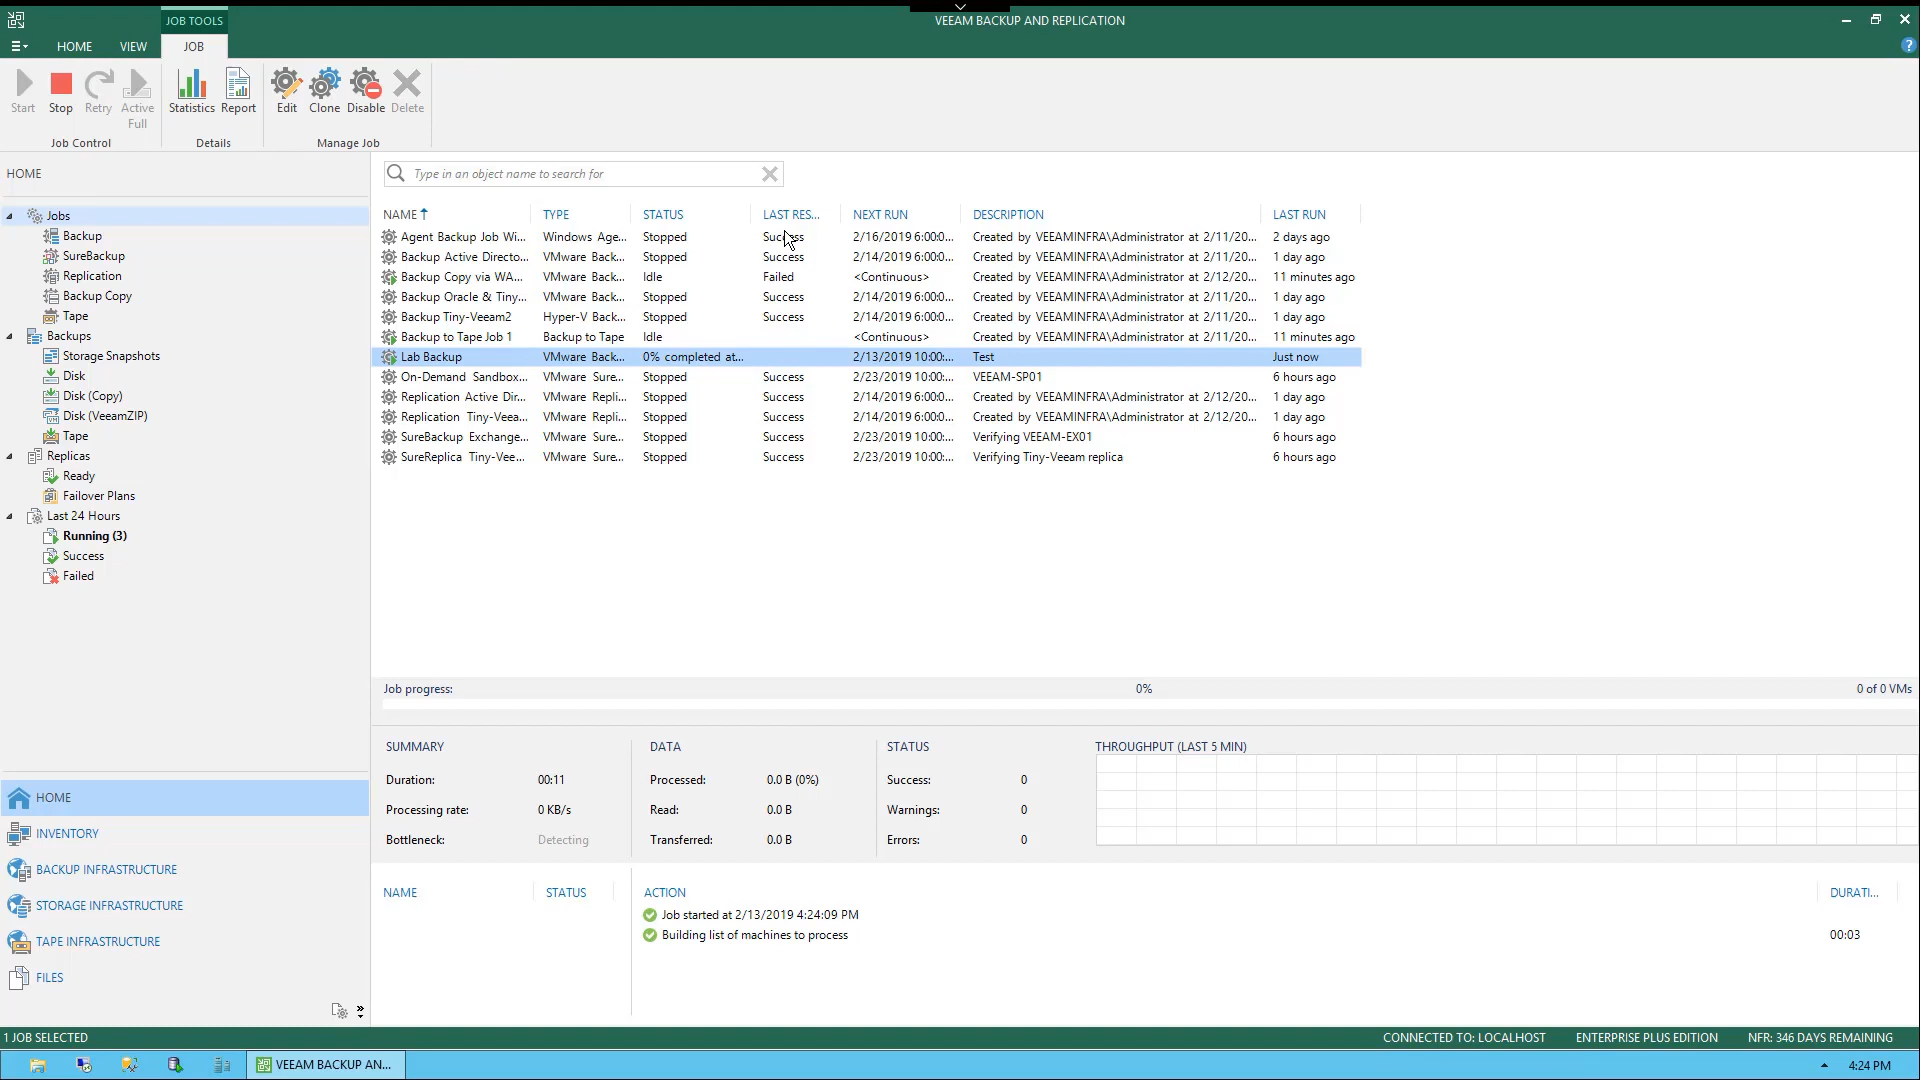 JOB TOOLS
VEEAM BACKUP AND REPLICATION
HOME VIEW JOB
Start Stop Retry Active Full Statistics Report Edit Clone Disable Delete
Job Control Details Manage Job
HOME
Type in an object name to search for
Jobs
Backup
SureBackup
Replication
Backup Copy
Tape
Backups
Storage Snapshots
Disk
Disk (Copy)
Disk (VeeamZIP)
Tape
Replicas
Ready
Failover Plans
Last 24 Hours
Running (3)
Success
Failed
HOME
INVENTORY
BACKUP INFRASTRUCTURE
STORAGE INFRASTRUCTURE
TAPE INFRASTRUCTURE
FILES
NAME TYPE STATUS LAST RES... NEXT RUN DESCRIPTION LAST RUN
Agent Backup Job Wi... Windows Age... Stopped Success 2/16/2019 6:00:0... Created by VEEAMINFRA\Administrator at 2/11/20... 2 days ago
Backup Active Directo... VMware Back... Stopped Success 2/14/2019 6:00:0... Created by VEEAMINFRA\Administrator at 2/11/20... 1 day ago
Backup Copy via WA... VMware Back... Idle Failed <Continuous> Created by VEEAMINFRA\Administrator at 2/12/20... 11 minutes ago
Backup Oracle & Tiny... VMware Back... Stopped Success 2/14/2019 6:00:0... Created by VEEAMINFRA\Administrator at 2/11/20... 1 day ago
Backup Tiny-Veeam2 Hyper-V Back... Stopped Success 2/14/2019 6:00:0... Created by VEEAMINFRA\Administrator at 2/11/20... 1 day ago
Backup to Tape Job 1 Backup to Tape Idle <Continuous> Created by VEEAMINFRA\Administrator at 2/11/20... 11 minutes ago
Lab Backup VMware Back... 0% completed at... 2/13/2019 10:00:... Test Just now
On-Demand Sandbox... VMware Sure... Stopped Success 2/23/2019 10:00:... VEEAM-SP01 6 hours ago
Replication Active Dir... VMware Repli... Stopped Success 2/14/2019 6:00:0... Created by VEEAMINFRA\Administrator at 2/12/20... 1 day ago
Replication Tiny-Veea... VMware Repli... Stopped Success 2/14/2019 6:00:0... Created by VEEAMINFRA\Administrator at 2/12/20... 1 day ago
SureBackup Exchange... VMware Sure... Stopped Success 2/23/2019 10:00:... Verifying VEEAM-EX01 6 hours ago
SureReplica Tiny-Vee... VMware Sure... Stopped Success 2/23/2019 10:00:... Verifying Tiny-Veeam replica 6 hours ago
Job progress: 0% 0 of 0 VMs
SUMMARY DATA STATUS THROUGHPUT (LAST 5 MIN)
Duration: 00:11 Processed: 0.0 B (0%) Success: 0
Processing rate: 0 KB/s Read: 0.0 B Warnings: 0
Bottleneck: Detecting Transferred: 0.0 B Errors: 0
NAME STATUS ACTION DURATI...
Job started at 2/13/2019 4:24:09 PM
Building list of machines to process 00:03
1 JOB SELECTED CONNECTED TO: LOCALHOST ENTERPRISE PLUS EDITION NFR: 346 DAYS REMAINING
VEEAM BACKUP AN... 4:24 PM